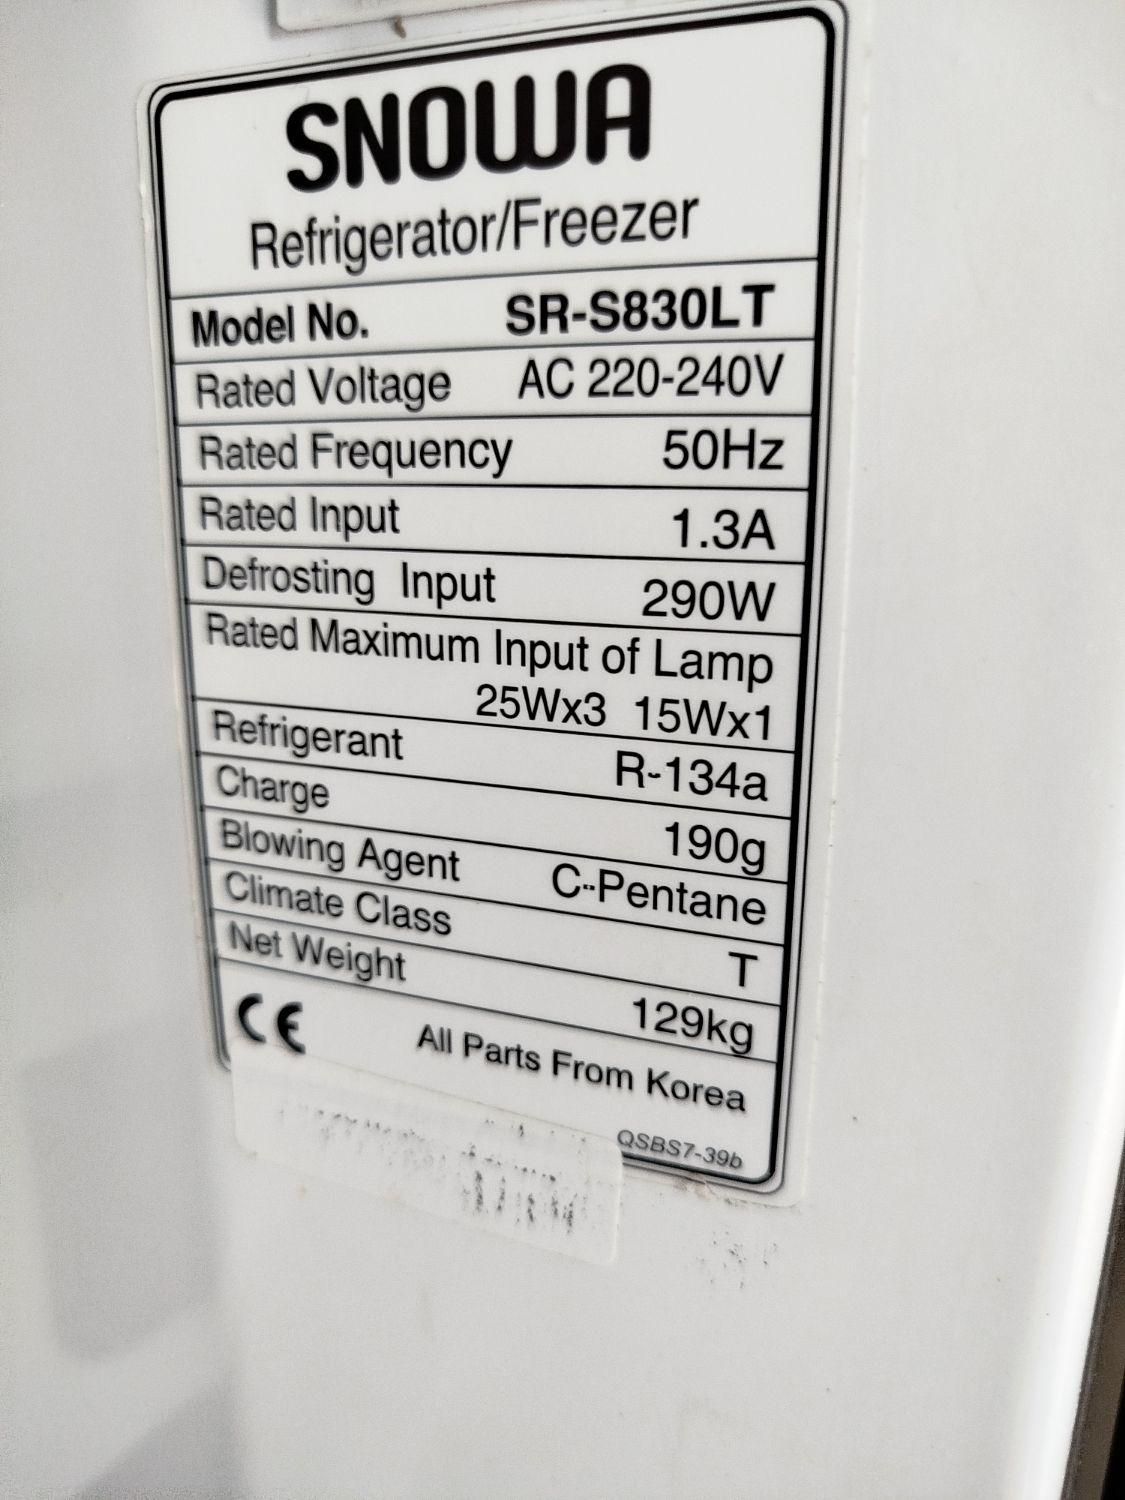 SNOWA
Refrigerator/Freezer
Model No. SR-S830LT
Rated Voltage AC 220-240V
Rated Frequency 50Hz
Rated Input 1.3A
Defrosting Input 290W
Rated Maximum Input of Lamp
25Wx3 15Wx1
Refrigerant R-134a
Charge 190g
Blowing Agent C-Pentane
Climate Class T
Net Weight 129kg
CE All Parts From Korea
QSBS7-39b